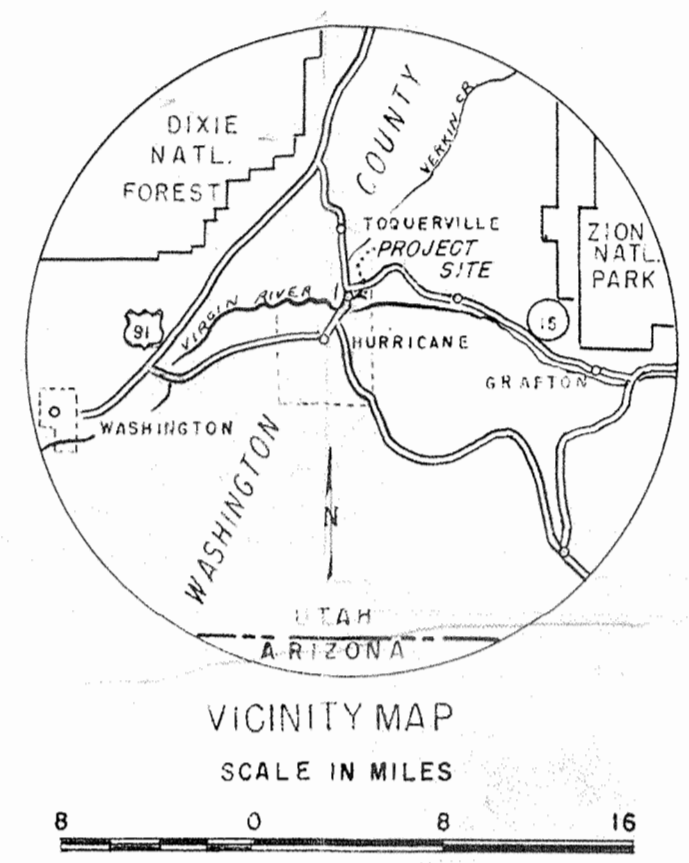 DIXIE
NATL.
FOREST
COUNTY
VERKIN SR.
TOQUERVILLE
PROJECT
SITE
ZION
NATL.
PARK
91
VIRGIN RIVER
15
HURRICANE
GRAFTON
WASHINGTON
WASHINGTON
N
UTAH
ARIZONA
VICINITY MAP
SCALE IN MILES
8 0 8 16